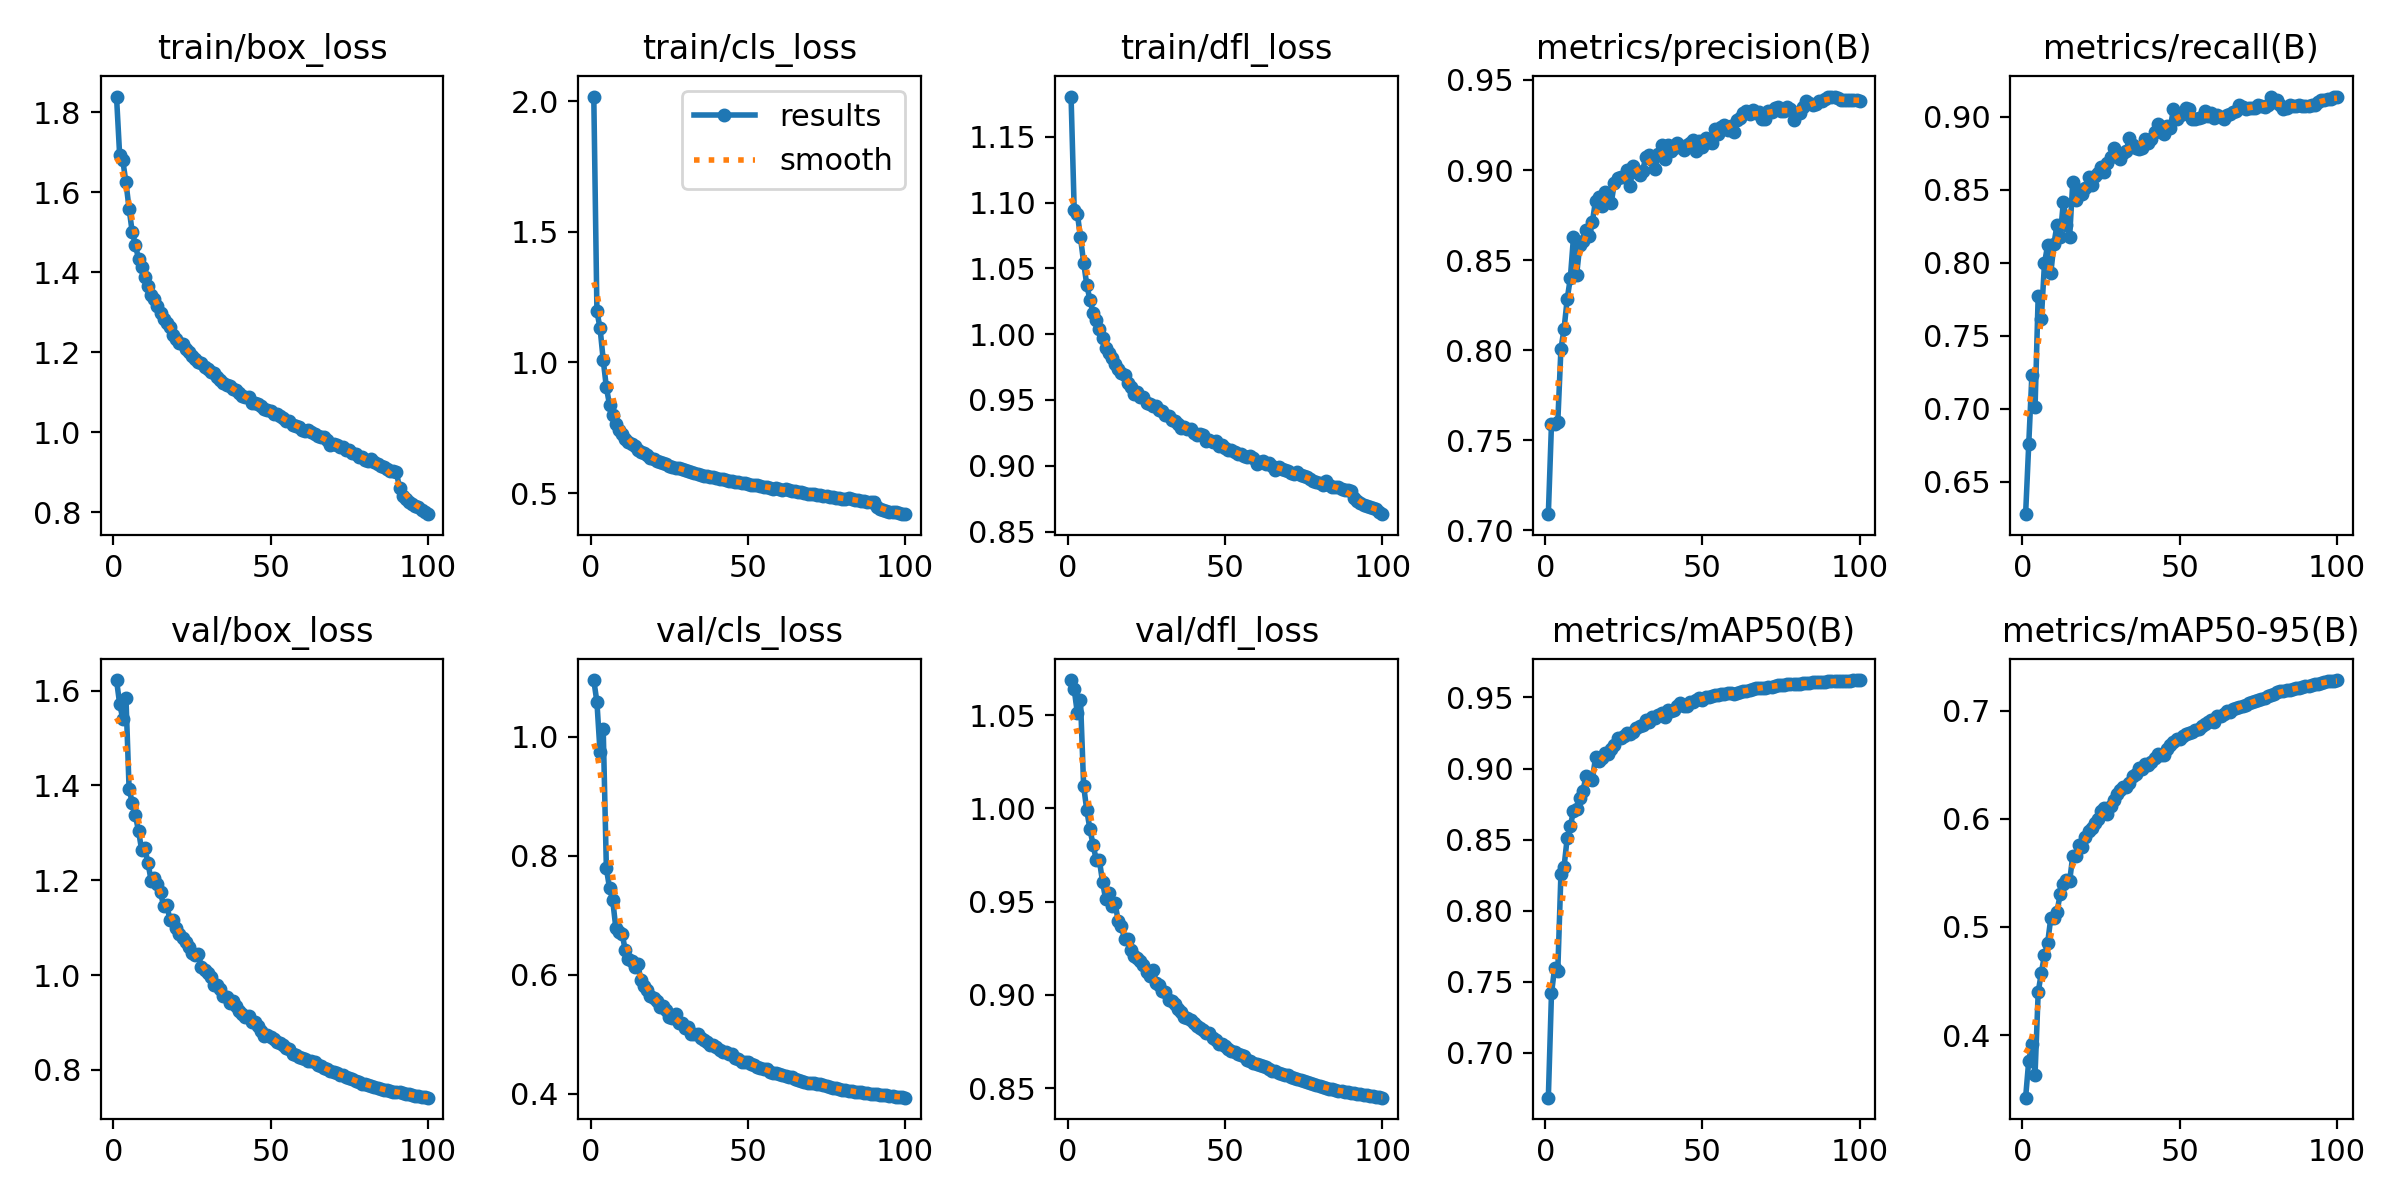 train/box_loss
1.8
1.6
1.4
1.2
1.0
0.8
0 50 100
train/cls_loss
results
smooth
2.0
1.5
1.0
0.5
0 50 100
train/dfl_loss
1.15
1.10
1.05
1.00
0.95
0.90
0.85
0 50 100
metrics/precision(B)
0.95
0.90
0.85
0.80
0.75
0.70
0 50 100
metrics/recall(B)
0.90
0.85
0.80
0.75
0.70
0.65
0 50 100
val/box_loss
1.6
1.4
1.2
1.0
0.8
0 50 100
val/cls_loss
1.0
0.8
0.6
0.4
0 50 100
val/dfl_loss
1.05
1.00
0.95
0.90
0.85
0 50 100
metrics/mAP50(B)
0.95
0.90
0.85
0.80
0.75
0.70
0 50 100
metrics/mAP50-95(B)
0.7
0.6
0.5
0.4
0 50 100